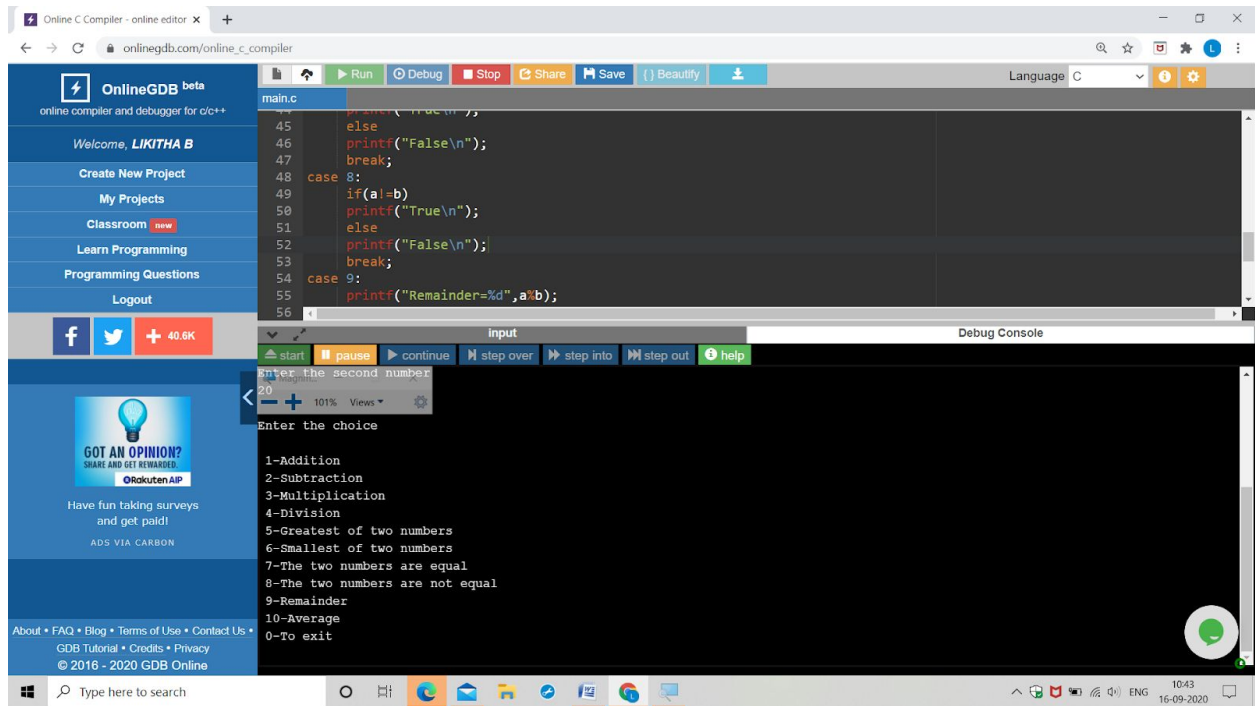 Online C Compiler - online editor
onlinegdb.com/online_c_compiler
L
OnlineGDB beta
online compiler and debugger for c/c++
Welcome, LIKITHA B
Create New Project
My Projects
Classroom new
Learn Programming
Programming Questions
Logout
f
+ 40.6K
GOT AN OPINION?
SHARE AND GET REWARDED.
Rakuten AIP
Have fun taking surveys
and get paid!
ADS VIA CARBON
About • FAQ • Blog • Terms of Use • Contact Us •
GDB Tutorial • Credits • Privacy
© 2016 - 2020 GDB Online
Run Debug Stop Share Save {} Beautify
Language C
main.c
44 printf("True\n");
45 else
46 printf("False\n");
47 break;
48 case 8:
49 if(a!=b)
50 printf("True\n");
51 else
52 printf("False\n");
53 break;
54 case 9:
55 printf("Remainder=%d",a%b);
56
input Debug Console
start pause continue step over step into step out help
Enter the second number
20
101% Views
Enter the choice
1-Addition
2-Subtraction
3-Multiplication
4-Division
5-Greatest of two numbers
6-Smallest of two numbers
7-The two numbers are equal
8-The two numbers are not equal
9-Remainder
10-Average
0-To exit
Type here to search
ENG
10:43
16-09-2020